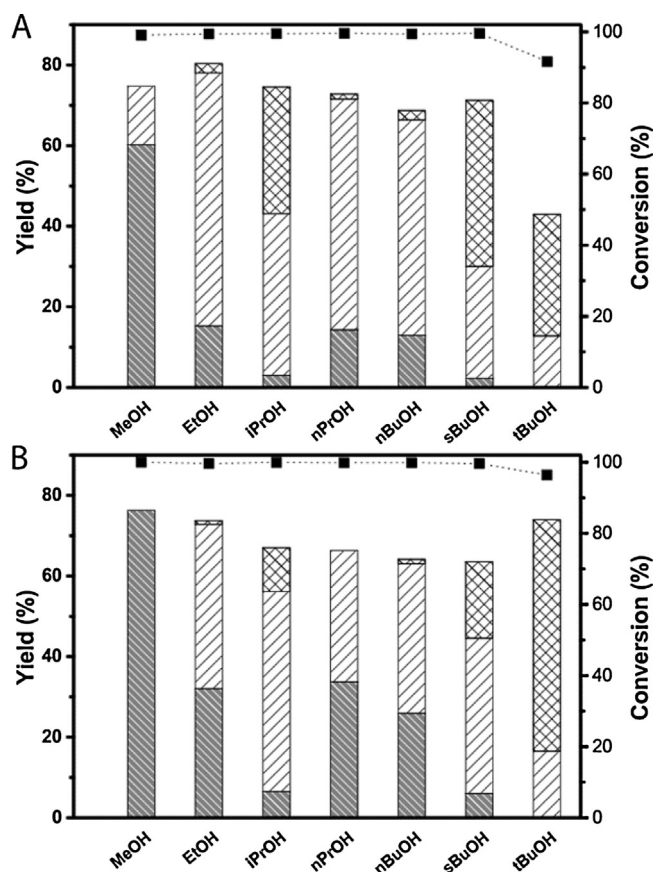 A
80
60
40
20
0
Yield (%)
100
80
60
40
20
0
Conversion (%)
MeOH
EtOH
iPrOH
nPrOH
nBuOH
sBuOH
tBuOH
B
80
60
40
20
0
Yield (%)
100
80
60
40
20
0
Conversion (%)
MeOH
EtOH
iPrOH
nPrOH
nBuOH
sBuOH
tBuOH